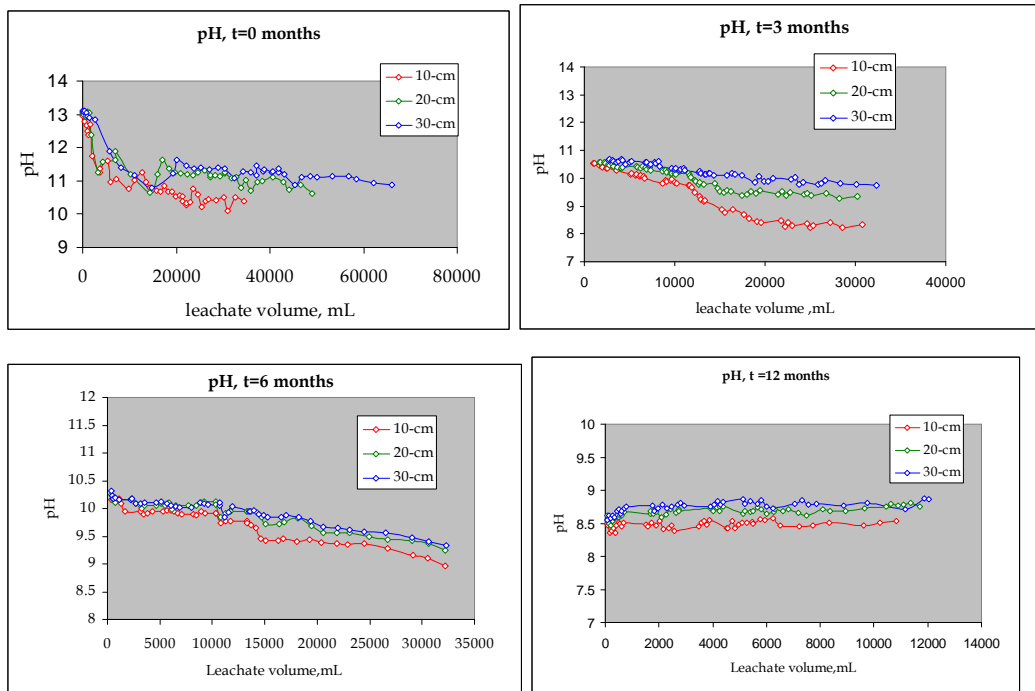 pH, t=0 months
10-cm
20-cm
30-cm
14
13
12
11
10
9
pH
0
20000
40000
60000
80000
leachate volume, mL
pH, t=3 months
10-cm
20-cm
30-cm
14
13
12
11
10
9
8
7
pH
0
10000
20000
30000
40000
leachate volume ,mL
pH, t=6 months
10-cm
20-cm
30-cm
12
11.5
11
10.5
10
9.5
9
8.5
8
pH
0
5000
10000
15000
20000
25000
30000
35000
Leachate volume,mL
pH, t =12 months
10-cm
20-cm
30-cm
10
9.5
9
8.5
8
7.5
7
pH
0
2000
4000
6000
8000
10000
12000
14000
Leachate volume,mL